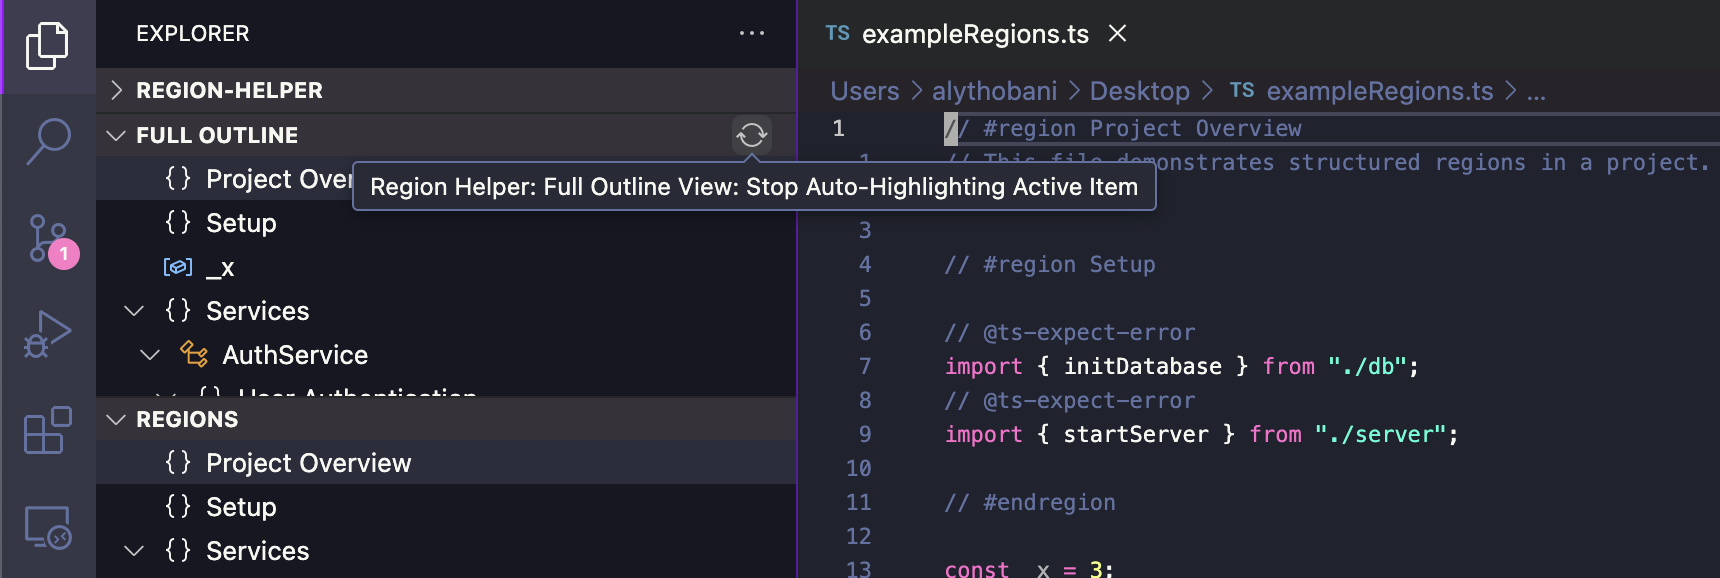 EXPLORER
REGION-HELPER
FULL OUTLINE
{} Project Over
{} Setup
_x
{} Services
AuthService
{} User Authentication
REGIONS
{} Project Overview
{} Setup
{} Services
1
Region Helper: Full Outline View: Stop Auto-Highlighting Active Item
TS exampleRegions.ts
Users > alythobani > Desktop > TS exampleRegions.ts > ...
1 // #region Project Overview
1 // This file demonstrates structured regions in a project.
3
4 // #region Setup
5
6 // @ts-expect-error
7 import { initDatabase } from "./db";
8 // @ts-expect-error
9 import { startServer } from "./server";
10
11 // #endregion
12
13 const _x = 3;